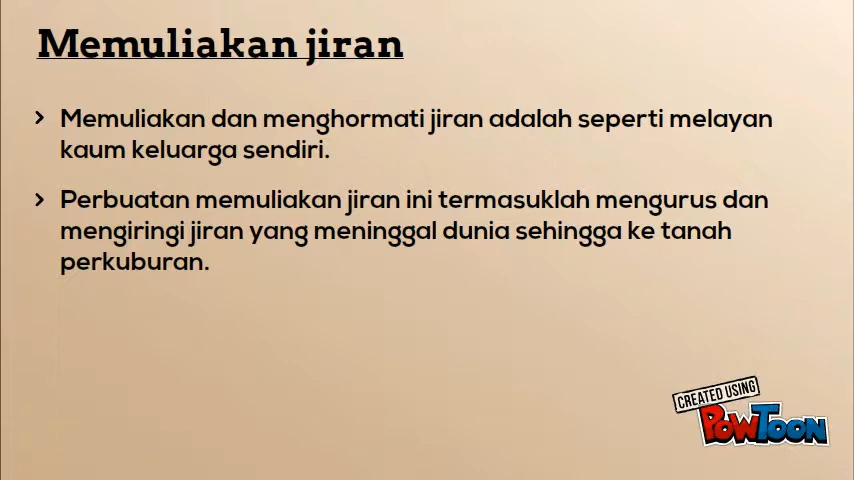 Memuliakan jiran
Memuliakan dan menghormati jiran adalah seperti melayan
kaum keluarga sendiri.
Perbuatan memuliakan jiran ini termasuklah mengurus dan
mengiringi jiran yang meninggal dunia sehingga ke tanah
perkuburan.
CREATED USING
POWTOON